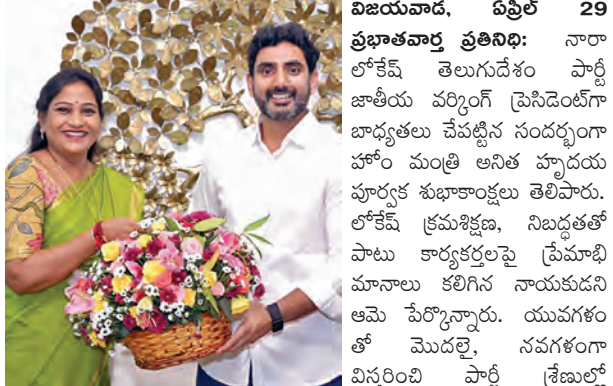 విజయవాడ, ఏప్రిల్ 29
ప్రభాతవార్త ప్రతినిధి: నారా
లోకేష్ తెలుగుదేశం పార్టీ
జాతీయ వర్కింగ్ ప్రెసిడెంట్‌గా
బాధ్యతలు చేపట్టిన సందర్భంగా
హోం మంత్రి అనిత హృదయ
పూర్వక శుభాకాంక్షలు తెలిపారు.
లోకేష్ క్రమశిక్షణ, నిబద్ధతతో
పాటు కార్యకర్తలపై ప్రేమాభి
మానాలు కలిగిన నాయకుడని
ఆమె పేర్కొన్నారు. యువగళం
తో మొదలై, నవగళంగా
విస్తరించి పార్టీ శ్రేణులో